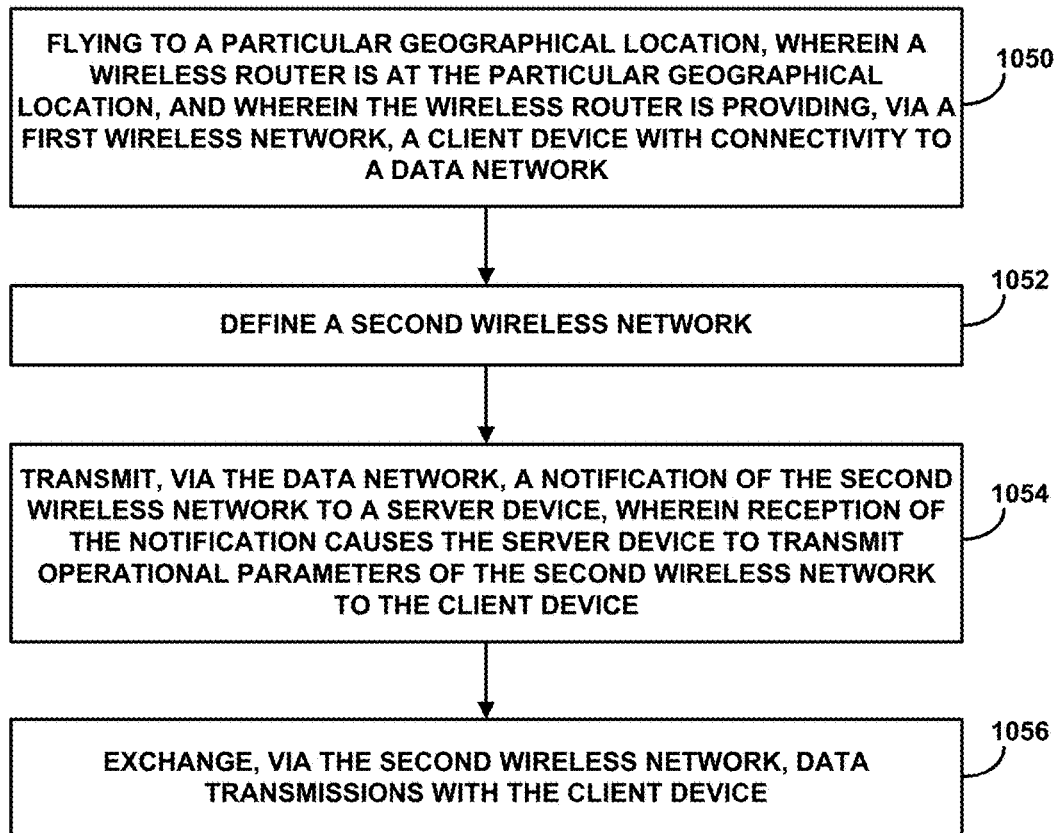 FLYING TO A PARTICULAR GEOGRAPHICAL LOCATION, WHEREIN A
WIRELESS ROUTER IS AT THE PARTICULAR GEOGRAPHICAL
LOCATION, AND WHEREIN THE WIRELESS ROUTER IS PROVIDING, VIA A
FIRST WIRELESS NETWORK, A CLIENT DEVICE WITH CONNECTIVITY TO
A DATA NETWORK
1050
DEFINE A SECOND WIRELESS NETWORK
1052
TRANSMIT, VIA THE DATA NETWORK, A NOTIFICATION OF THE SECOND
WIRELESS NETWORK TO A SERVER DEVICE, WHEREIN RECEPTION OF
THE NOTIFICATION CAUSES THE SERVER DEVICE TO TRANSMIT
OPERATIONAL PARAMETERS OF THE SECOND WIRELESS NETWORK
TO THE CLIENT DEVICE
1054
EXCHANGE, VIA THE SECOND WIRELESS NETWORK, DATA
TRANSMISSIONS WITH THE CLIENT DEVICE
1056